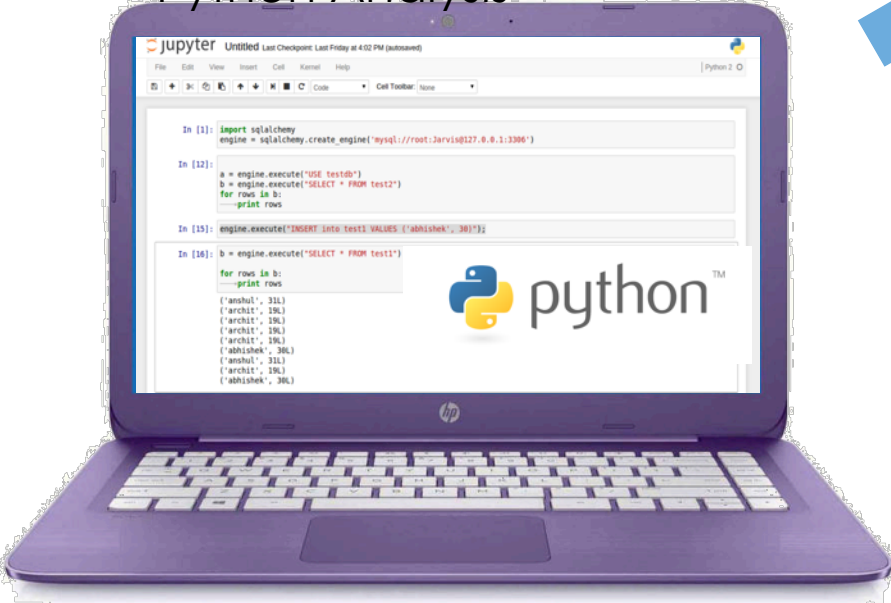 Python Analysis
jupyter Untitled Last Checkpoint: Last Friday at 4:02 PM (autosaved)
File Edit View Insert Cell Kernel Help Python 2
Code Cell Toolbar: None
In [1]: import sqlalchemy
engine = sqlalchemy.create_engine('mysql://root:Jarvis@127.0.0.1:3306')
In [12]:
a = engine.execute("USE testdb")
b = engine.execute("SELECT * FROM test2")
for rows in b:
print rows
In [15]: engine.execute("INSERT into test1 VALUES ('abhishek', 30)");
In [16]: b = engine.execute("SELECT * FROM test1")
for rows in b:
print rows
('anshul', 31L)
('archit', 19L)
('archit', 19L)
('archit', 19L)
('archit', 19L)
('abhishek', 30L)
('anshul', 31L)
('archit', 19L)
('abhishek', 30L)
python™
hp